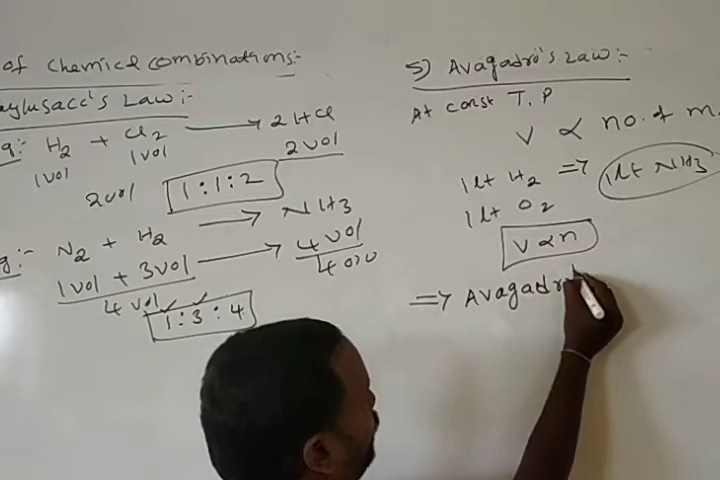 of chemical combinations:-
aylusacc's Law:-
g:- H2 + Cl2 → 2HCl
1vol 1vol 2vol
2vol 1:1:2
→ NH3
g:- N2 + H2
1vol + 3vol → 4vol
4vol
1:3:4
5) Avagadro's Law:-
At const T.P
V ∝ no. of m.
1lt H2 => 1lt NH3
1lt O2
V∝n
=> Avagadr